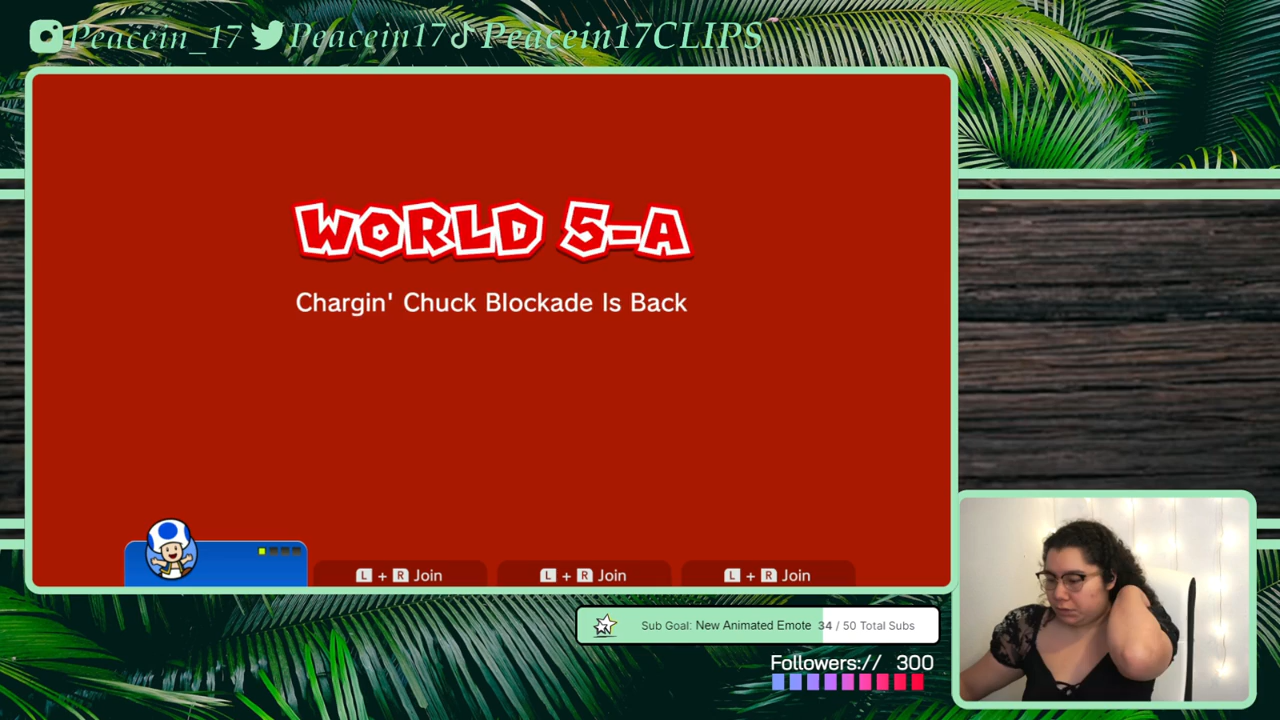 Peacein_17 Peacein17 Peacein17CLIPS
WORLD 5-A
Chargin' Chuck Blockade Is Back
L + R Join L + R Join L + R Join
Sub Goal: New Animated Emote 34 / 50 Total Subs
Followers:// 300